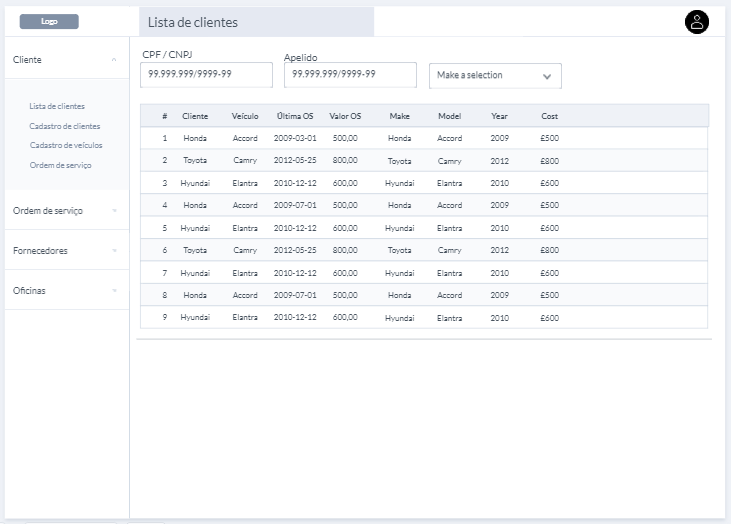 Logo
Lista de clientes
Cliente
Lista de clientes
Cadastro de clientes
Cadastro de veículos
Ordem de serviço
Ordem de serviço
Fornecedores
Oficinas
CPF / CNPJ
Apelido
99.999.999/9999-99
99.999.999/9999-99
Make a selection
# Cliente Veículo Última OS Valor OS Make Model Year Cost
1 Honda Accord 2009-03-01 500,00 Honda Accord 2009 £500
2 Toyota Camry 2012-05-25 800,00 Toyota Camry 2012 £800
3 Hyundai Elantra 2010-12-12 600,00 Hyundai Elantra 2010 £600
4 Honda Accord 2009-07-01 500,00 Honda Accord 2009 £500
5 Hyundai Elantra 2010-12-12 600,00 Hyundai Elantra 2010 £600
6 Toyota Camry 2012-05-25 800,00 Toyota Camry 2012 £800
7 Hyundai Elantra 2010-12-12 600,00 Hyundai Elantra 2010 £600
8 Honda Accord 2009-07-01 500,00 Honda Accord 2009 £500
9 Hyundai Elantra 2010-12-12 600,00 Hyundai Elantra 2010 £600